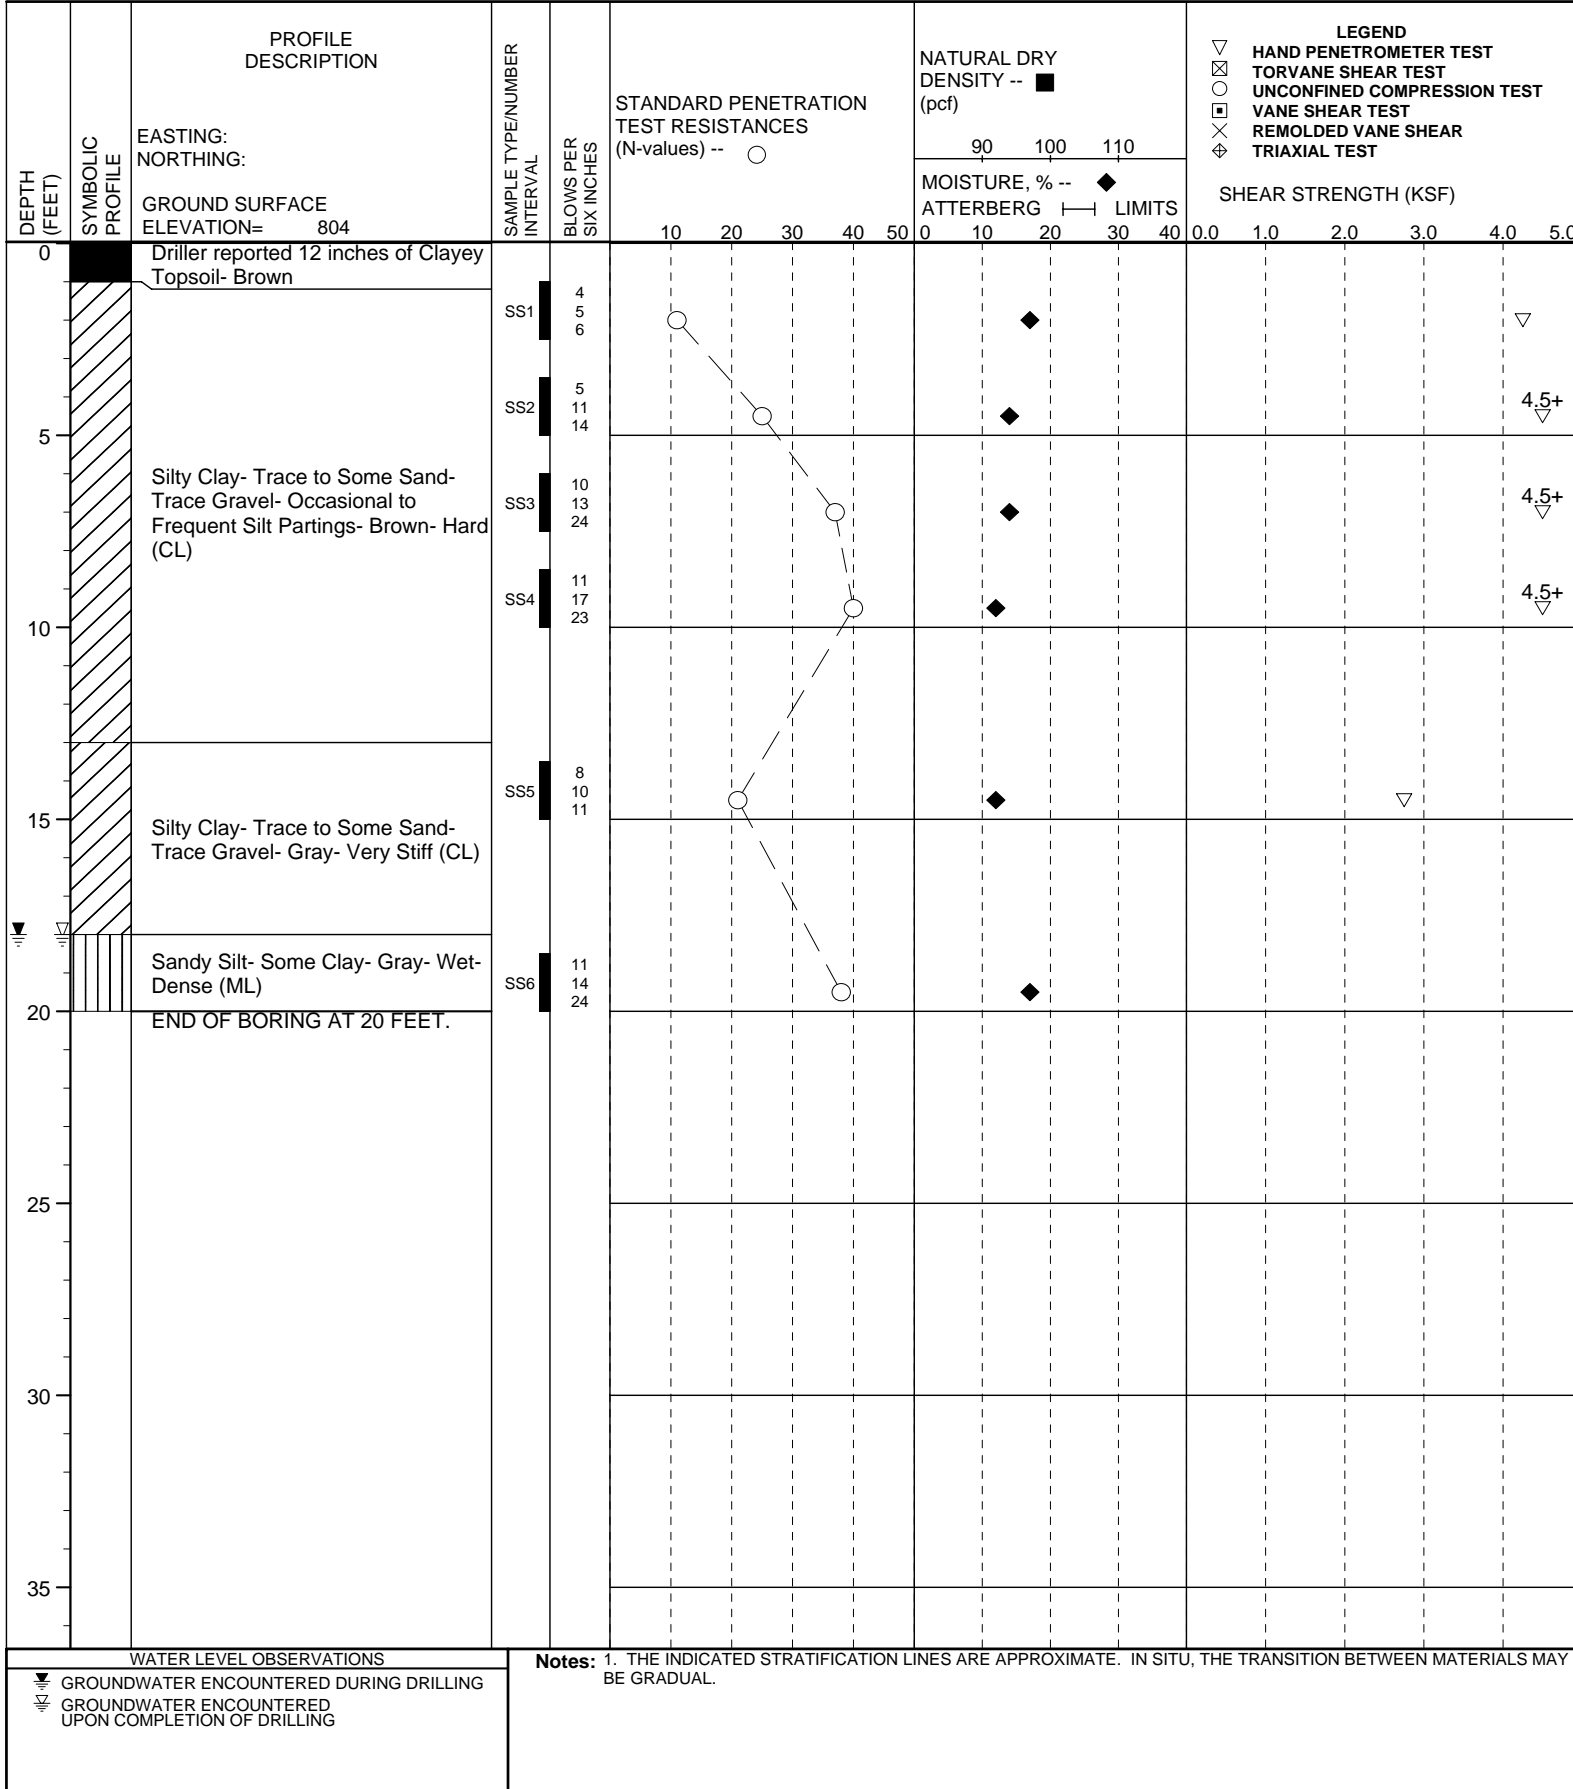 PROFILE
DESCRIPTION
EASTING:
NORTHING:
GROUND SURFACE
ELEVATION= 804
DEPTH
(FEET)
SYMBOLIC
PROFILE
SAMPLE TYPE/NUMBER
INTERVAL
BLOWS PER
SIX INCHES
STANDARD PENETRATION
TEST RESISTANCES
(N-values) --
10 20 30 40 50
NATURAL DRY
DENSITY --
(pcf)
90 100 110
MOISTURE, % --
ATTERBERG LIMITS
0 10 20 30 40
LEGEND
HAND PENETROMETER TEST
TORVANE SHEAR TEST
UNCONFINED COMPRESSION TEST
VANE SHEAR TEST
REMOLDED VANE SHEAR
TRIAXIAL TEST
SHEAR STRENGTH (KSF)
0.0 1.0 2.0 3.0 4.0 5.0
0
Driller reported 12 inches of Clayey
Topsoil- Brown
SS1
4
5
6
SS2
5
11
14
4.5+
5
Silty Clay- Trace to Some Sand-
Trace Gravel- Occasional to
Frequent Silt Partings- Brown- Hard
(CL)
SS3
10
13
24
4.5+
SS4
11
17
23
4.5+
10
SS5
8
10
11
15
Silty Clay- Trace to Some Sand-
Trace Gravel- Gray- Very Stiff (CL)
Sandy Silt- Some Clay- Gray- Wet-
Dense (ML)
SS6
11
14
24
20
END OF BORING AT 20 FEET.
25
30
35
WATER LEVEL OBSERVATIONS
GROUNDWATER ENCOUNTERED DURING DRILLING
GROUNDWATER ENCOUNTERED
UPON COMPLETION OF DRILLING
Notes: 1. THE INDICATED STRATIFICATION LINES ARE APPROXIMATE. IN SITU, THE TRANSITION BETWEEN MATERIALS MAY
BE GRADUAL.